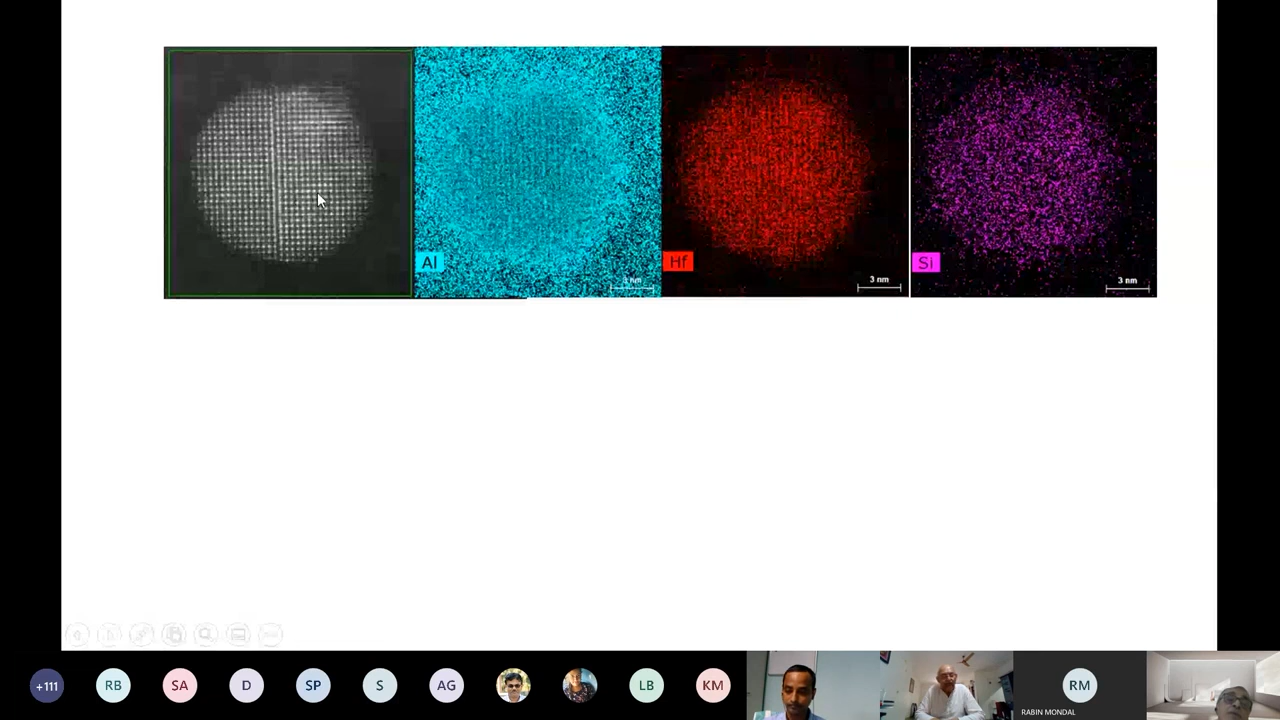 Al
Hf
3 nm
Si
3 nm
+111
RB
SA
D
SP
S
AG
LB
KM
RM
RABIN MONDAL